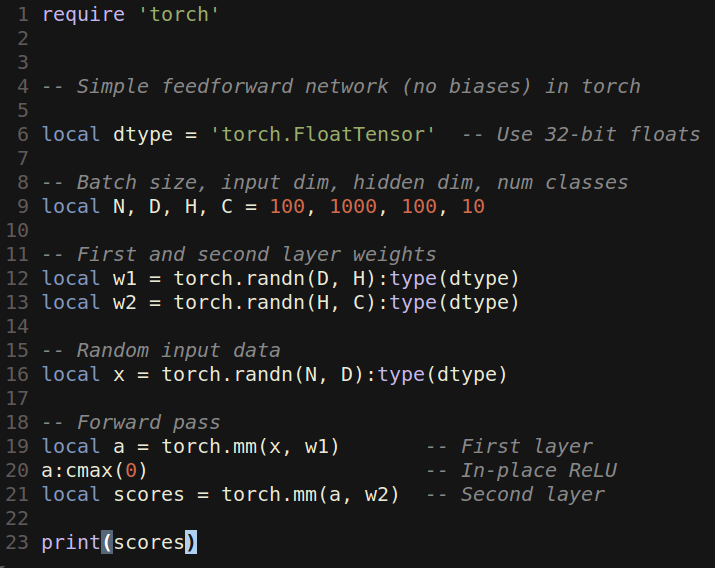 1 require 'torch'
2
3
4 -- Simple feedforward network (no biases) in torch
5
6 local dtype = 'torch.FloatTensor'  -- Use 32-bit floats
7
8 -- Batch size, input dim, hidden dim, num classes
9 local N, D, H, C = 100, 1000, 100, 10
10
11 -- First and second layer weights
12 local w1 = torch.randn(D, H):type(dtype)
13 local w2 = torch.randn(H, C):type(dtype)
14
15 -- Random input data
16 local x = torch.randn(N, D):type(dtype)
17
18 -- Forward pass
19 local a = torch.mm(x, w1)       -- First layer
20 a:cmax(0)                       -- In-place ReLU
21 local scores = torch.mm(a, w2)  -- Second layer
22
23 print(scores)